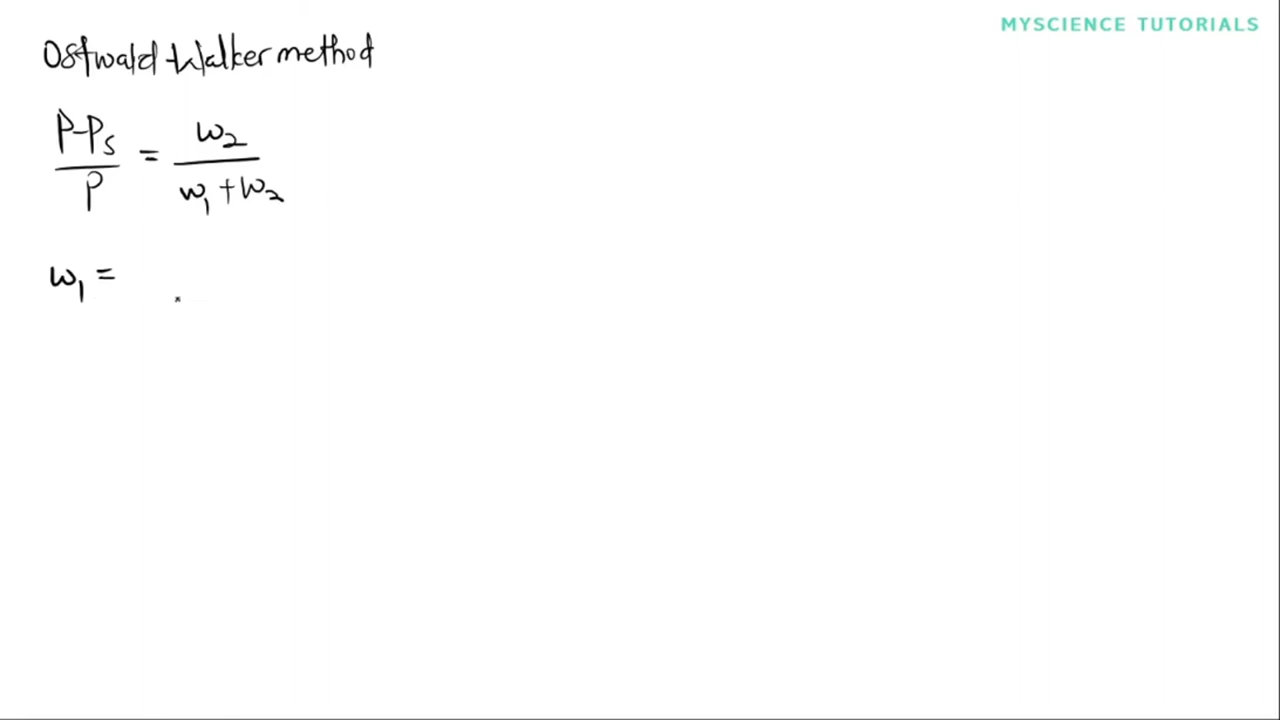 MYSCIENCE TUTORIALS
Ostwald-Walker method
P-Ps / P = w₂ / w₁+w₂
w₁ =